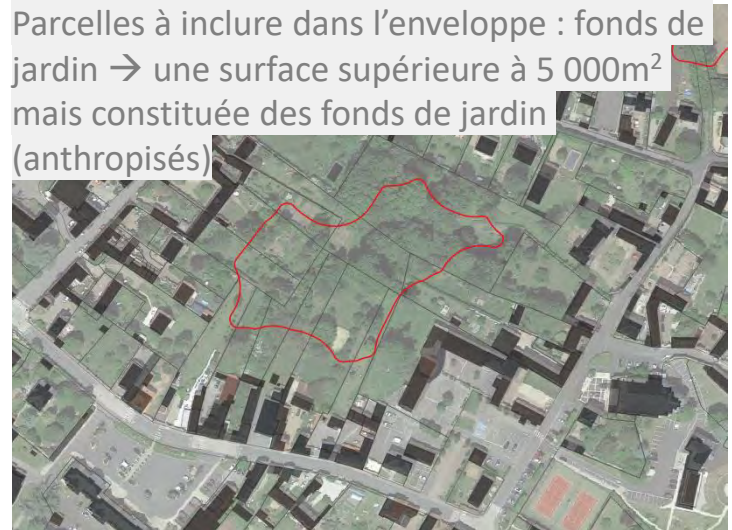 Parcelles à inclure dans l’enveloppe : fonds de
jardin → une surface supérieure à 5 000m²
mais constituée des fonds de jardin
(anthropisés)